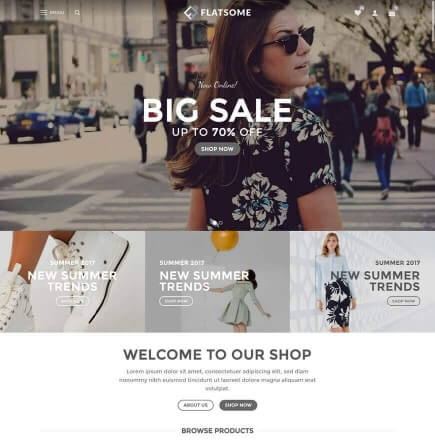 MENU
FLATSOME
Now Online!
BIG SALE
UP TO 70% OFF
SHOP NOW
SUMMER 2017
NEW SUMMER
TRENDS
SHOP NOW
SUMMER 2017
NEW SUMMER
TRENDS
SHOP NOW
SUMMER 2017
NEW SUMMER
TRENDS
SHOP NOW
WELCOME TO OUR SHOP
Lorem ipsum dolor sit amet, consectetuer adipiscing elit, sed diam
nonummy nibh euismod tincidunt ut laoreet dolore magna aliquam erat
volutpat.
ABOUT US
SHOP NOW
BROWSE PRODUCTS